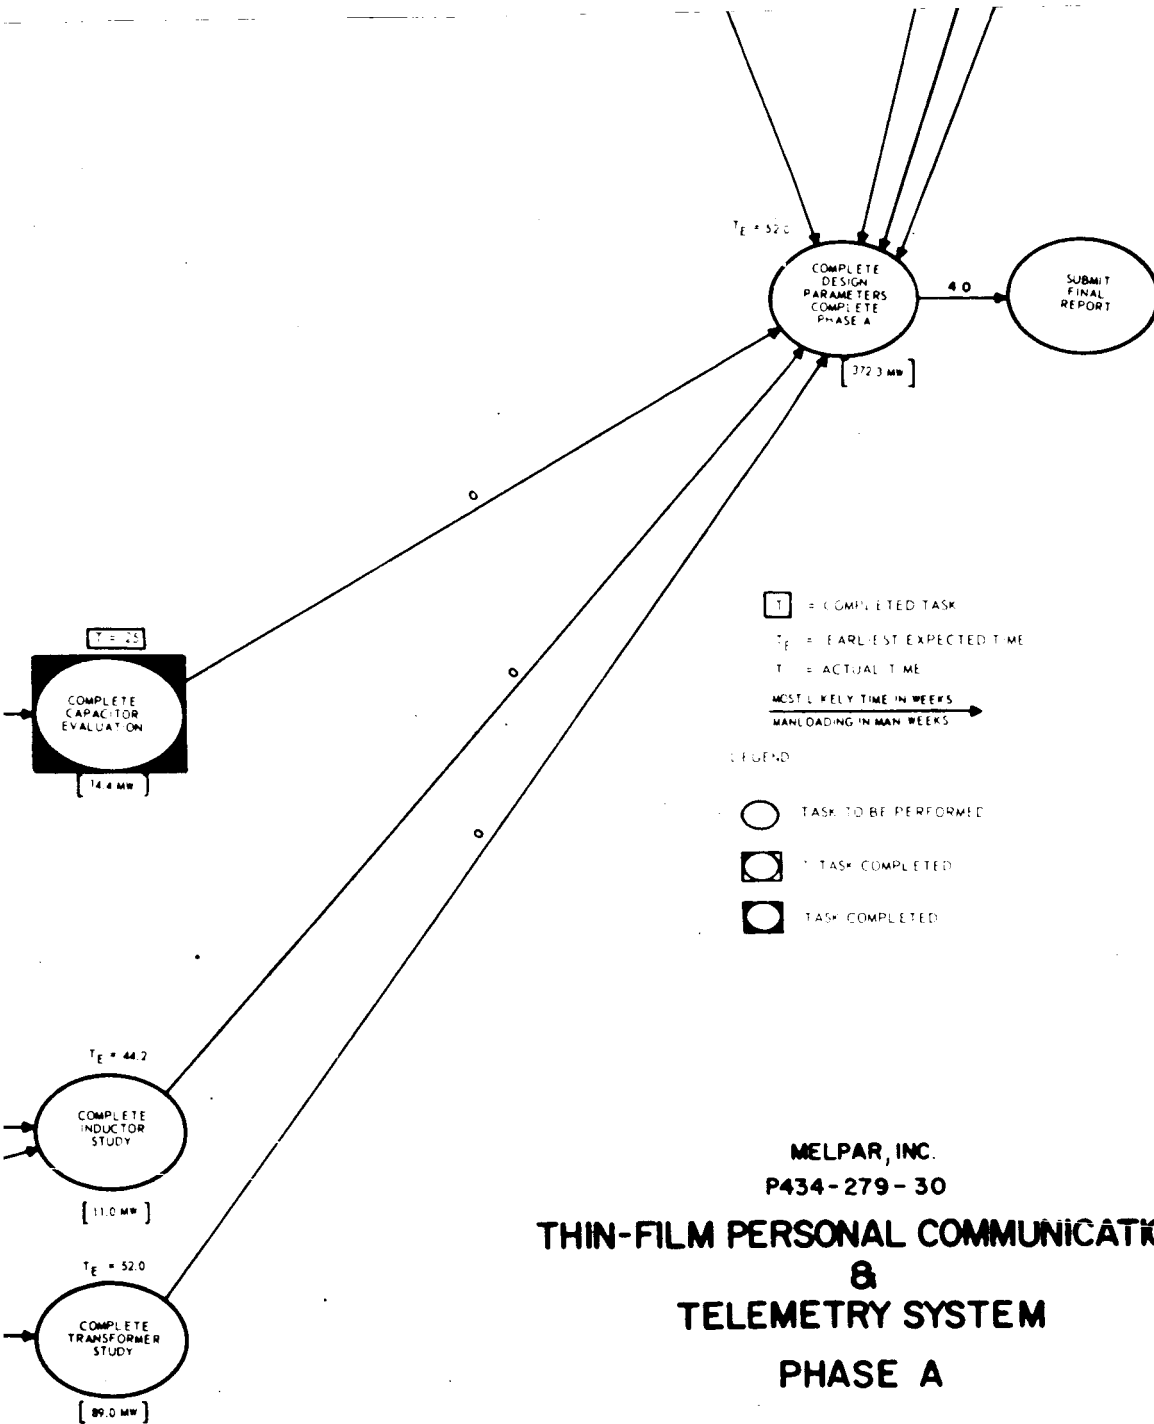 T_E = 52.0
COMPLETE
DESIGN
PARAMETERS
COMPLETE
PHASE A
[372.3 MW]
4.0
SUBMIT
FINAL
REPORT
0
0
0
T = 25
COMPLETE
CAPACITOR
EVALUATION
[14.4 MW]
T = COMPLETED TASK
T_E = EARLIEST EXPECTED TIME
T = ACTUAL TIME
MOST LIKELY TIME IN WEEKS
MANLOADING IN MAN WEEKS
LEGEND
TASK TO BE PERFORMED
TASK COMPLETED
TASK COMPLETED
T_E = 44.2
COMPLETE
INDUCTOR
STUDY
[11.0 MW]
T_E = 52.0
COMPLETE
TRANSFORMER
STUDY
[89.0 MW]
MELPAR, INC.
P434-279-30
THIN-FILM PERSONAL COMMUNICATIO
&
TELEMETRY SYSTEM
PHASE A